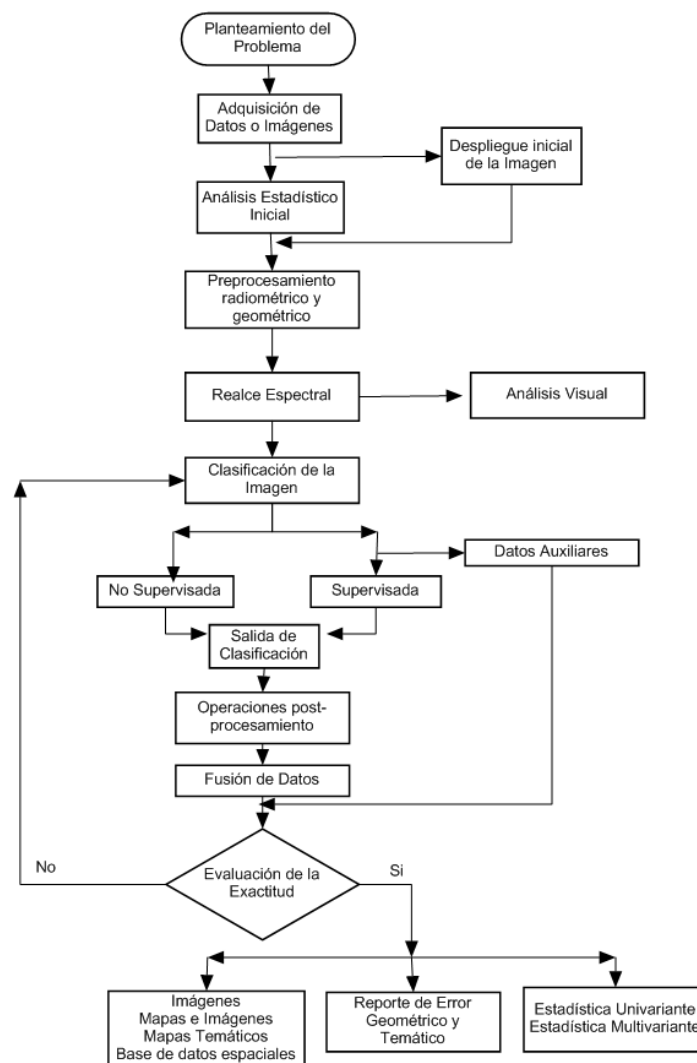 Planteamiento del
Problema
Adquisición de
Datos o Imágenes
Despliegue inicial
de la Imagen
Análisis Estadístico
Inicial
Preprocesamiento
radiométrico y
geométrico
Realce Espectral
Análisis Visual
Clasificación de la
Imagen
Datos Auxiliares
No Supervisada
Supervisada
Salida de
Clasificación
Operaciones post-
procesamiento
Fusión de Datos
No
Evaluación de la
Exactitud
Si
Imágenes
Mapas e Imágenes
Mapas Temáticos
Base de datos espaciales
Reporte de Error
Geométrico y
Temático
Estadística Univariante
Estadística Multivariante